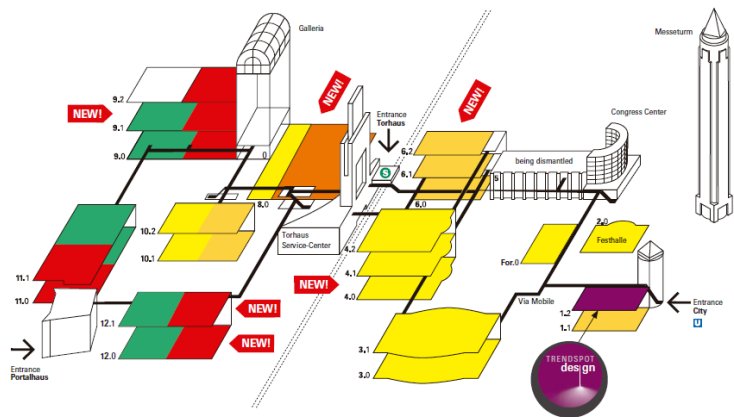 Galleria
Messeturm
NEW!
Entrance
Torhaus
NEW!
Congress Center
9.2
NEW!
9.1
9.0
0
S
6.2
6.1
6.0
being dismantled
5
8.0
10.2
10.1
Torhaus
Service-Center
4.2
4.1
4.0
NEW!
2.0
Festhalle
For.0
11.1
11.0
12.1
12.0
NEW!
NEW!
Via Mobile
1.2
1.1
Entrance
City
U
3.1
3.0
Entrance
Portalhaus
TRENDSPOT
design